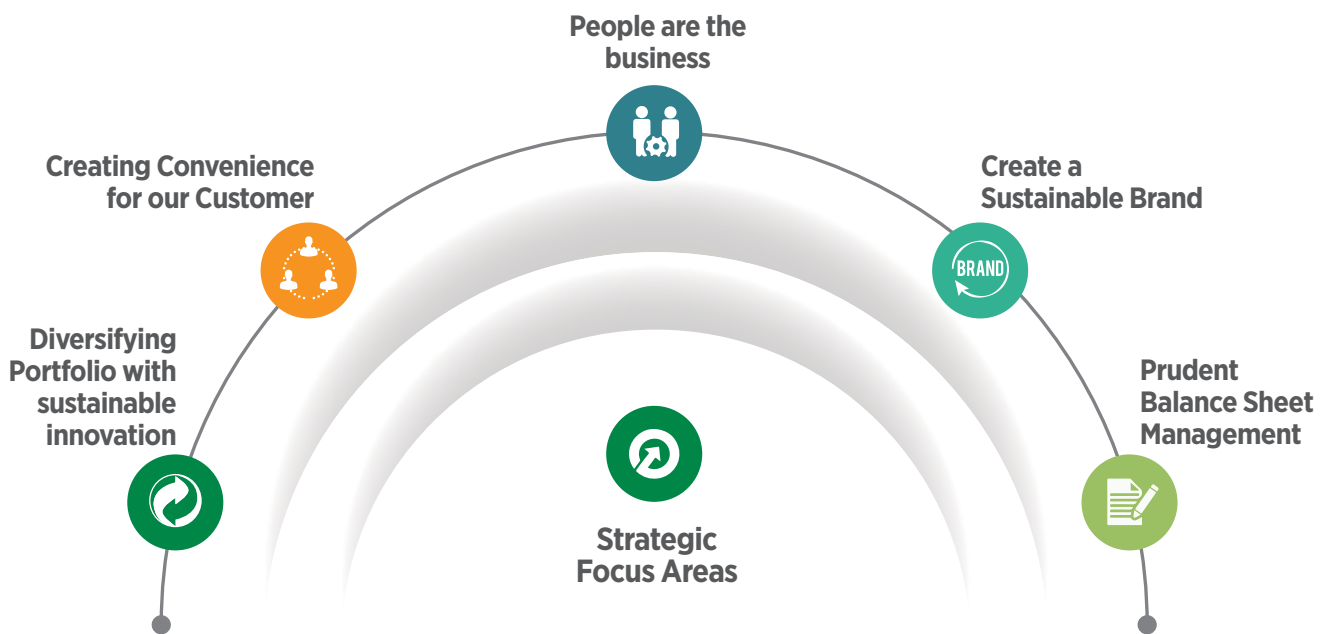 People are the
business
Creating Convenience
for our Customer
Create a
Sustainable Brand
BRAND
Diversifying
Portfolio with
sustainable
innovation
Prudent
Balance Sheet
Management
Strategic
Focus Areas